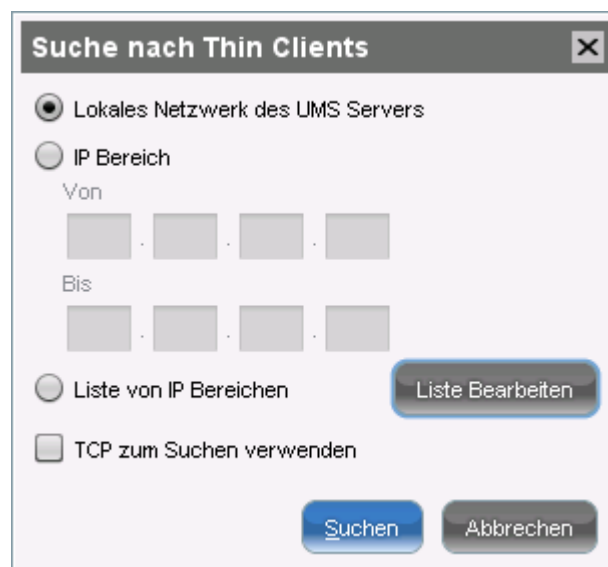 Suche nach Thin Clients
Lokales Netzwerk des UMS Servers
IP Bereich
Von
. . .
Bis
. . .
Liste von IP Bereichen Liste Bearbeiten
TCP zum Suchen verwenden
Suchen Abbrechen